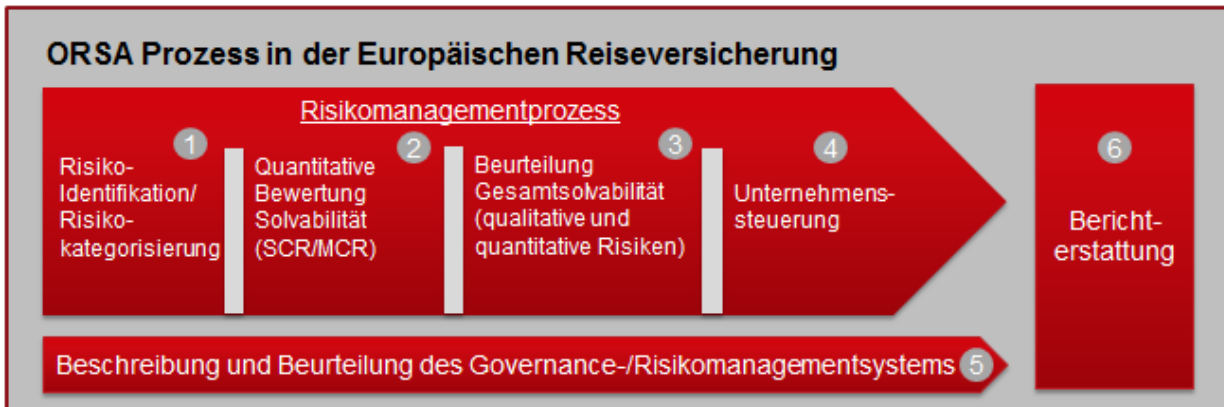 ORSA Prozess in der Europäischen Reiseversicherung
Risikomanagementprozess
1
Risiko-
Identifikation/
Risiko-
kategorisierung
2
Quantitative
Bewertung
Solvabilität
(SCR/MCR)
3
Beurteilung
Gesamtsolvabilität
(qualitative und
quantitative Risiken)
4
Unternehmens-
steuerung
Beschreibung und Beurteilung des Governance-/Risikomanagementsystems 5
6
Bericht-
erstattung